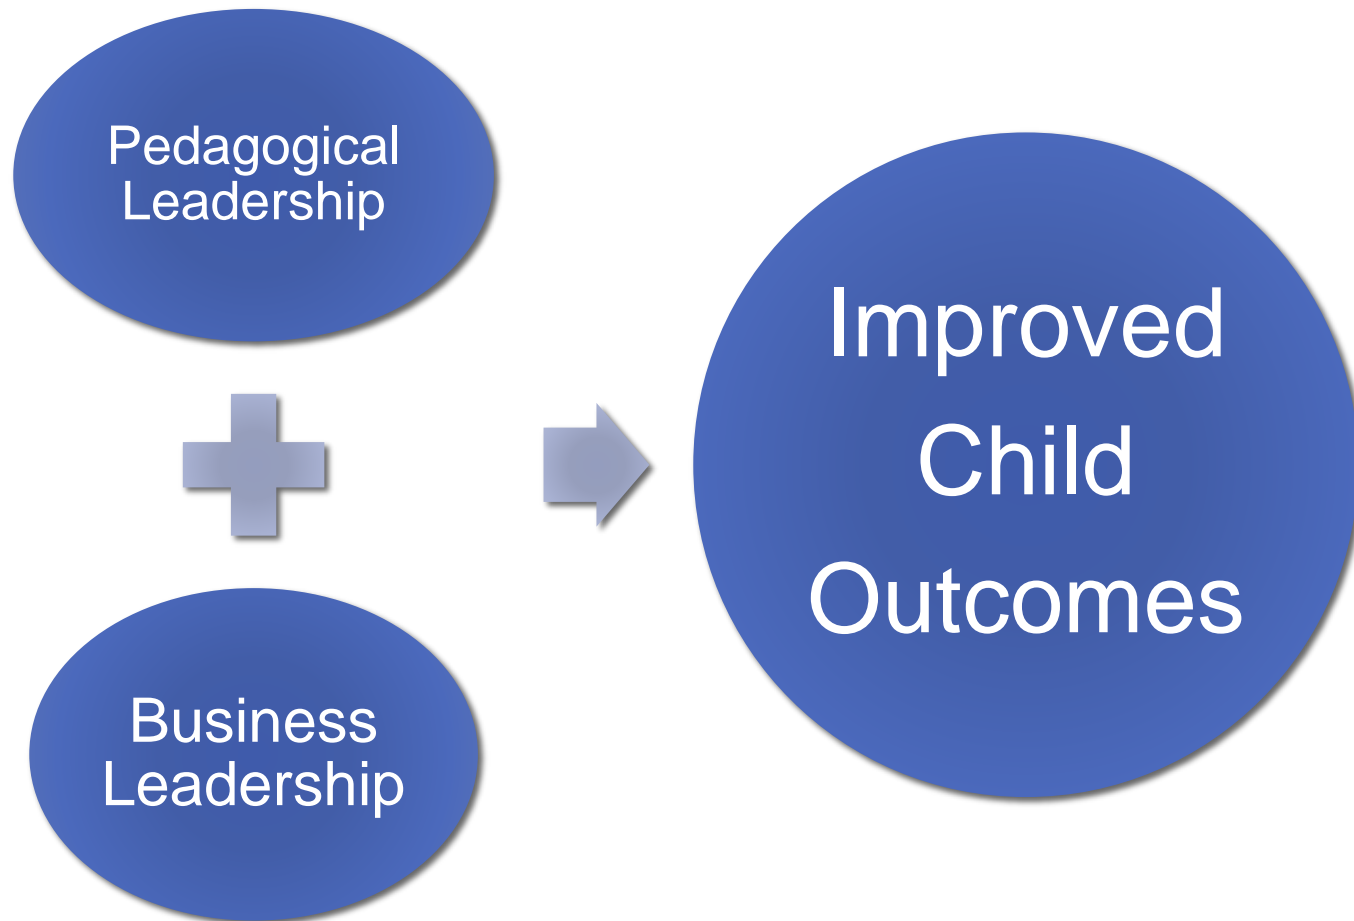 Pedagogical
Leadership
Business
Leadership
Improved
Child
Outcomes